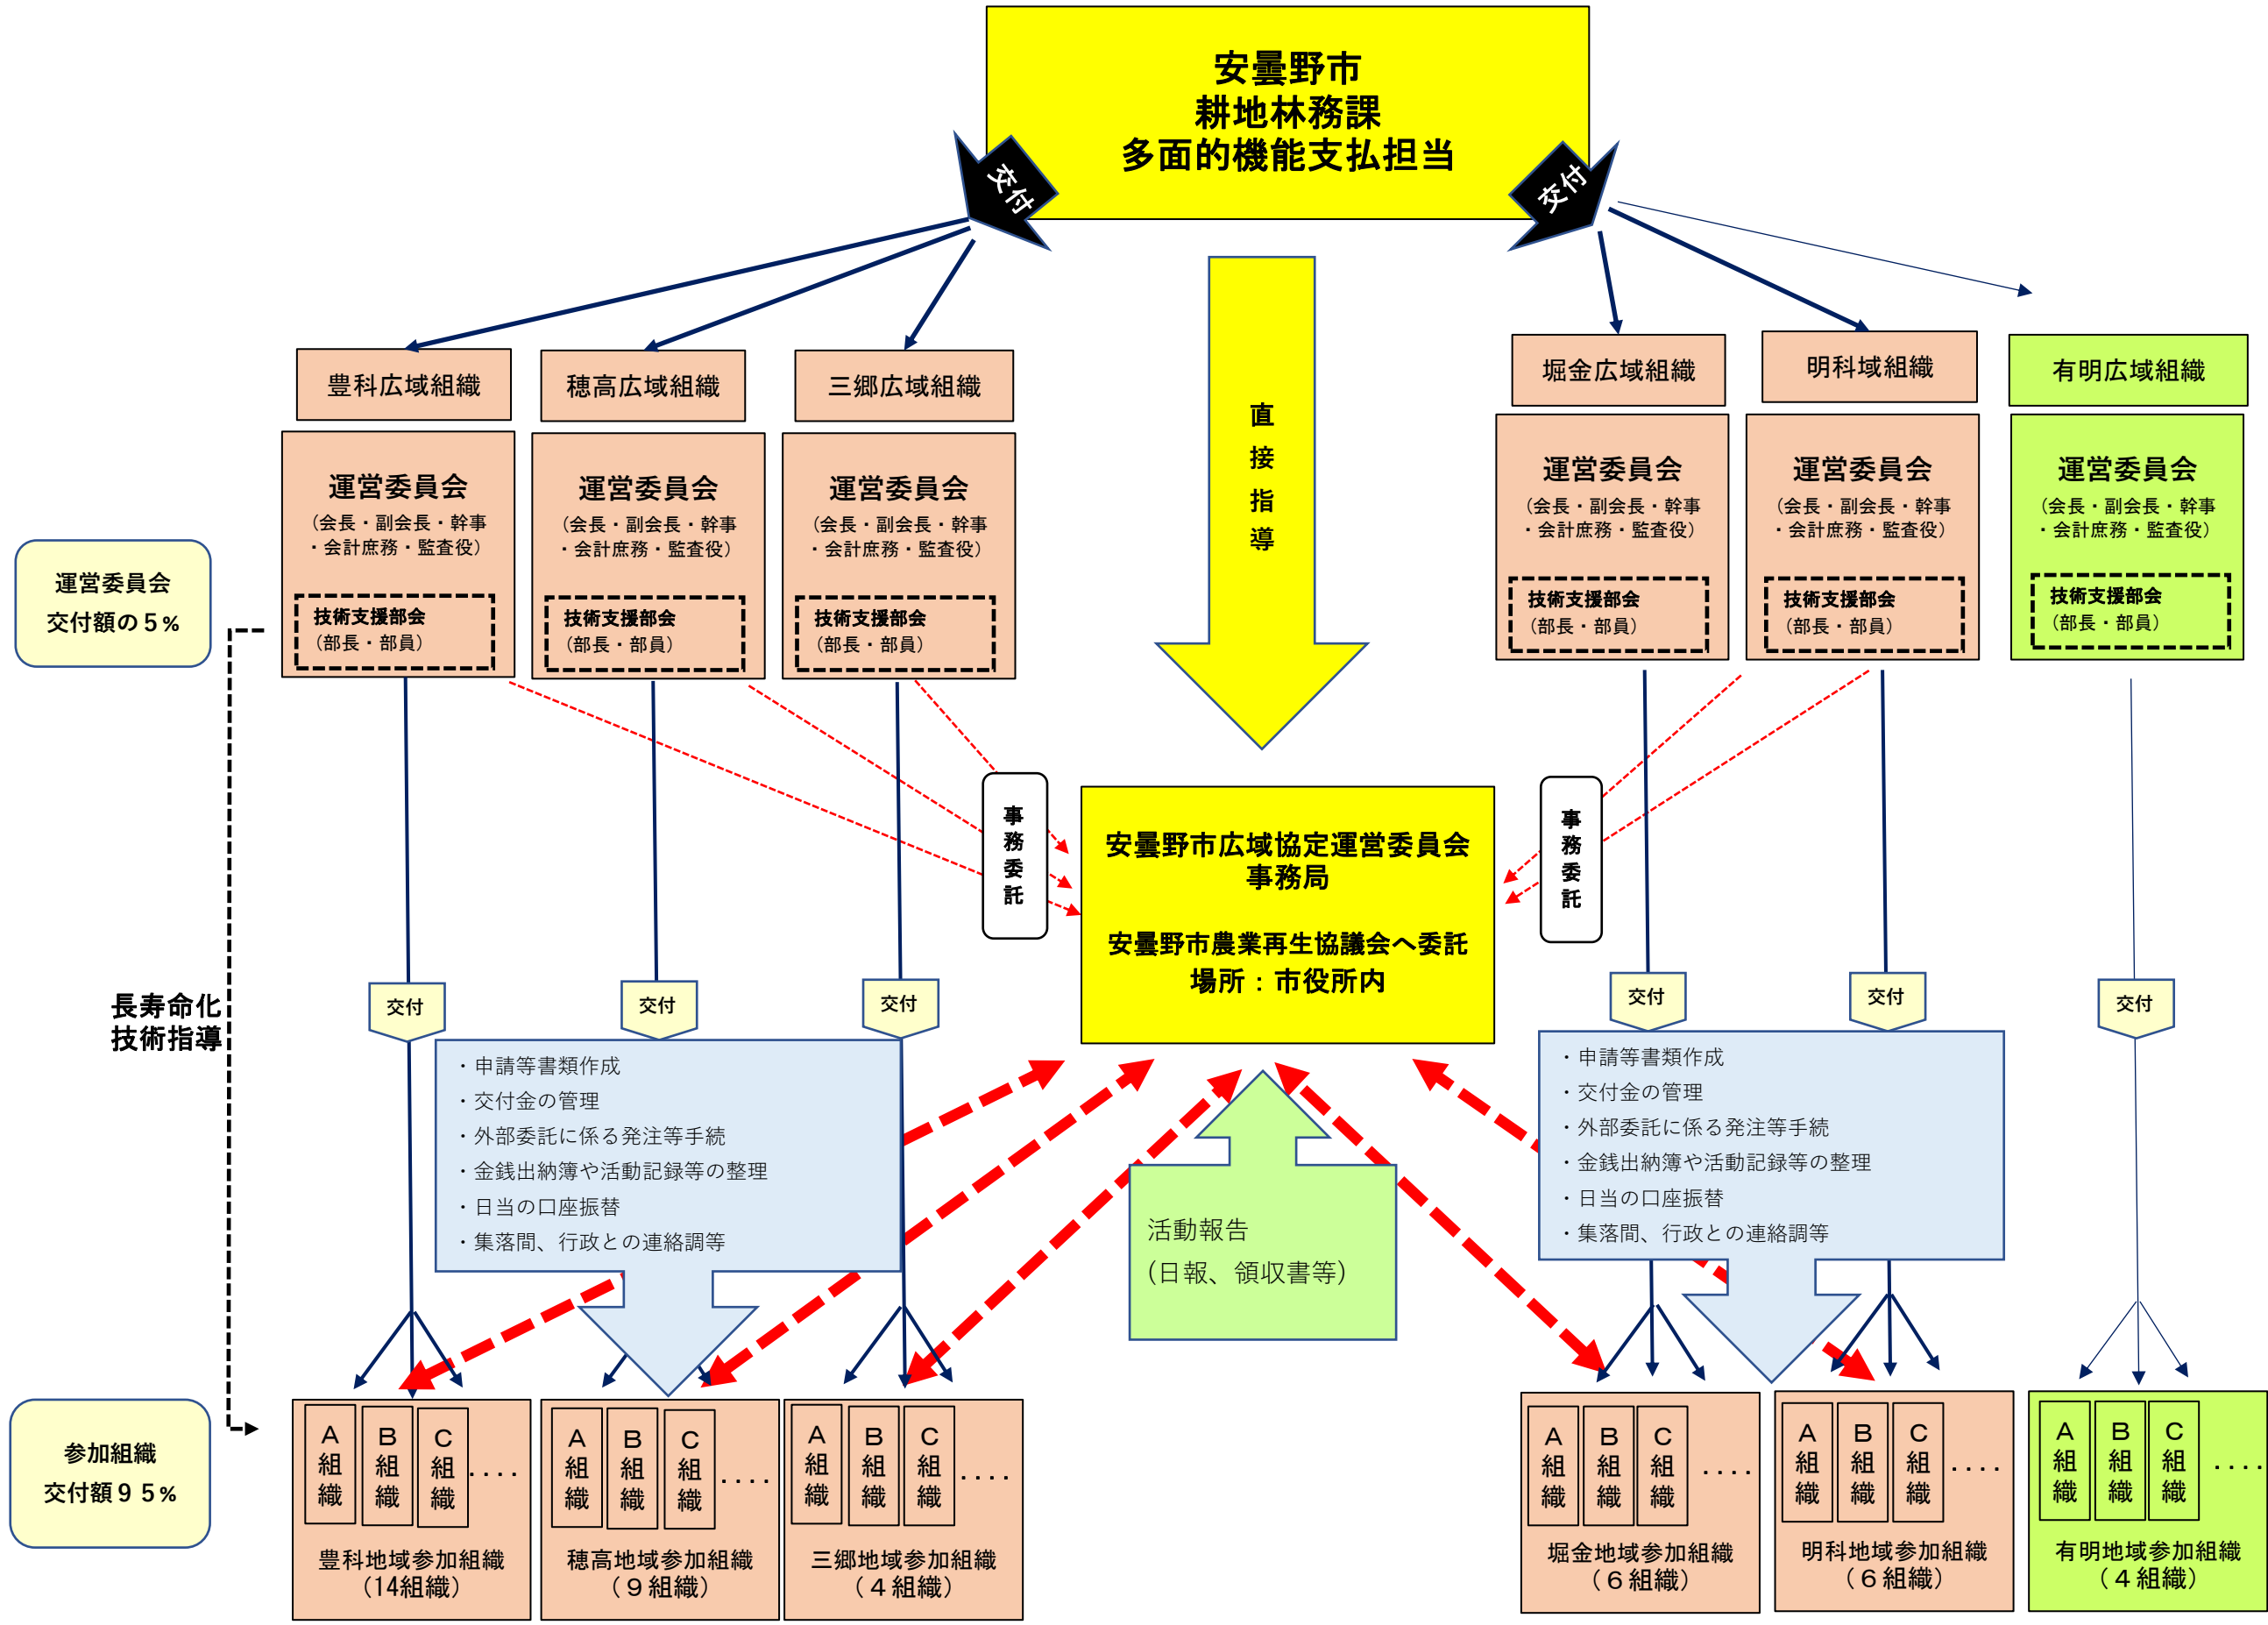 安曇野市
耕地林務課
多面的機能支払担当
交付
交付
直接指導
豊科広域組織
穂高広域組織
三郷広域組織
堀金広域組織
明科域組織
有明広域組織
運営委員会
（会長・副会長・幹事
・会計庶務・監査役）
技術支援部会
（部長・部員）
運営委員会
（会長・副会長・幹事
・会計庶務・監査役）
技術支援部会
（部長・部員）
運営委員会
（会長・副会長・幹事
・会計庶務・監査役）
技術支援部会
（部長・部員）
運営委員会
（会長・副会長・幹事
・会計庶務・監査役）
技術支援部会
（部長・部員）
運営委員会
（会長・副会長・幹事
・会計庶務・監査役）
技術支援部会
（部長・部員）
運営委員会
（会長・副会長・幹事
・会計庶務・監査役）
技術支援部会
（部長・部員）
運営委員会
交付額の５%
事務委託
事務委託
安曇野市広域協定運営委員会
事務局
安曇野市農業再生協議会へ委託
場所：市役所内
長寿命化
技術指導
交付
交付
交付
交付
交付
交付
・申請等書類作成
・交付金の管理
・外部委託に係る発注等手続
・金銭出納簿や活動記録等の整理
・日当の口座振替
・集落間、行政との連絡調等
・申請等書類作成
・交付金の管理
・外部委託に係る発注等手続
・金銭出納簿や活動記録等の整理
・日当の口座振替
・集落間、行政との連絡調等
活動報告
（日報、領収書等）
参加組織
交付額９５%
A組織
B組織
C組織
・・・・
豊科地域参加組織
（14組織）
A組織
B組織
C組織
・・・・
穂高地域参加組織
（９組織）
A組織
B組織
C組織
・・・・
三郷地域参加組織
（４組織）
A組織
B組織
C組織
・・・・
堀金地域参加組織
（６組織）
A組織
B組織
C組織
・・・・
明科地域参加組織
（６組織）
A組織
B組織
C組織
・・・・
有明地域参加組織
（４組織）